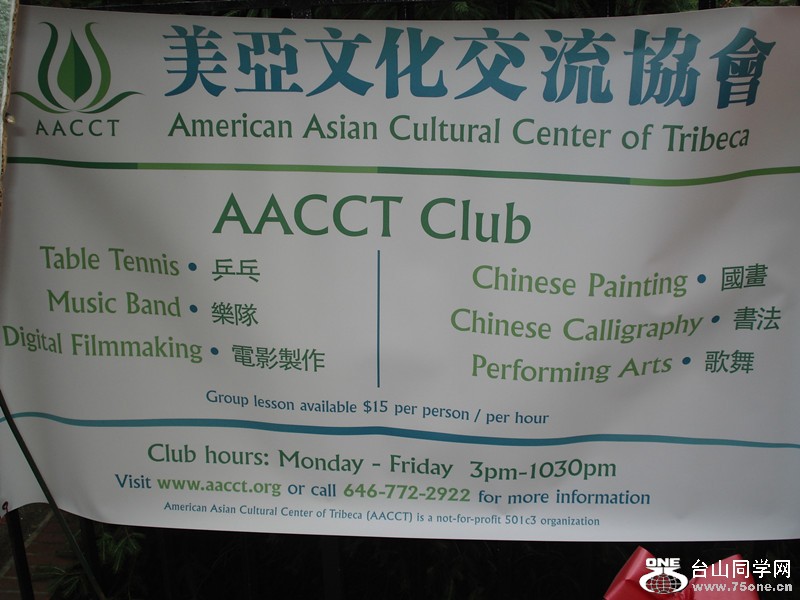 美亞文化交流協會
AACCT
American Asian Cultural Center of Tribeca
AACCT Club
Table Tennis • 乒乓
Music Band • 樂隊
Digital Filmmaking • 電影製作
Chinese Painting • 國畫
Chinese Calligraphy • 書法
Performing Arts • 歌舞
Group lesson available $15 per person / per hour
Club hours: Monday - Friday 3pm-1030pm
Visit www.aacct.org or call 646-772-2922 for more information
American Asian Cultural Center of Tribeca (AACCT) is a not-for-profit 501c3 organization
ONE 台山同学网
75 www.75one.cn